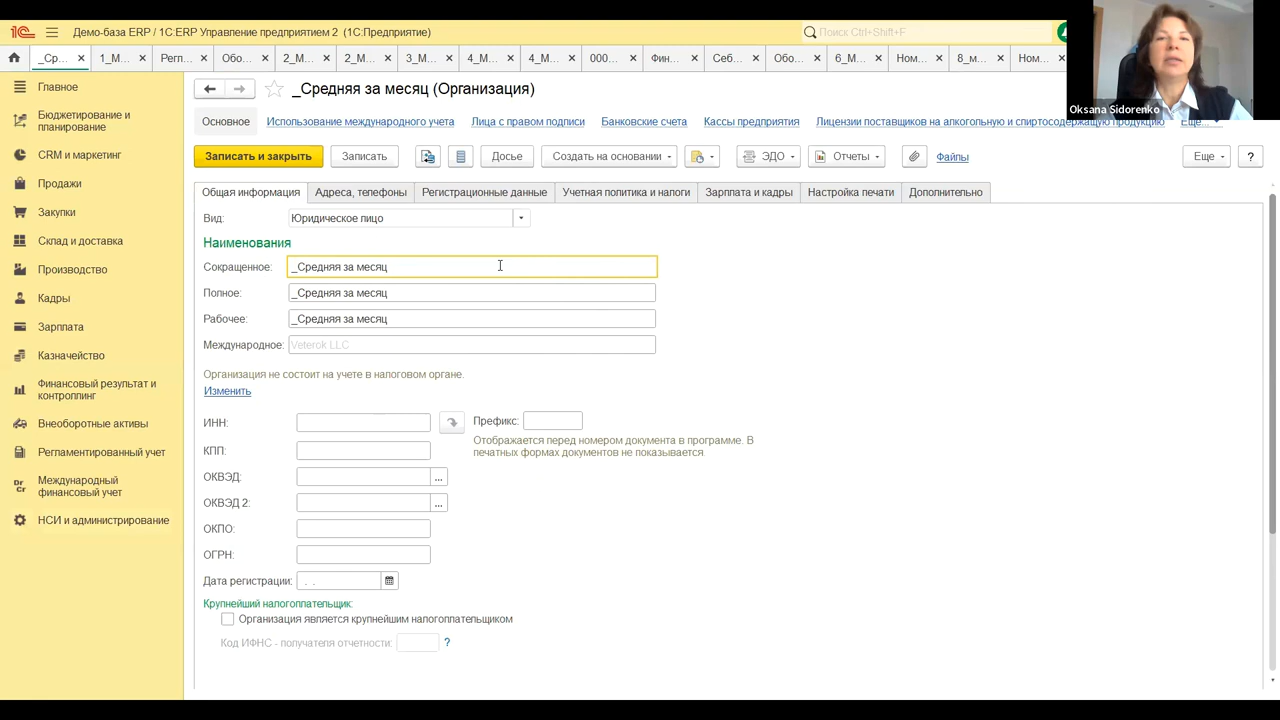 1С Демо-база ERP / 1С:ERP Управление предприятием 2 (1С:Предприятие)
Поиск Ctrl+Shift+F
_Ср... 1_М... Регл... Обо... 2_М... 2_М... 3_М... 4_М... 4_М... 000... Фин... Себ... Обо... 6_М... Ном... 8_м... Ном...
Oksana Sidorenko
Главное
Бюджетирование и
планирование
CRM и маркетинг
Продажи
Закупки
Склад и доставка
Производство
Кадры
Зарплата
Казначейство
Финансовый результат и
контроллинг
Внеоборотные активы
Регламентированный учет
Международный
финансовый учет
НСИ и администрирование
_Средняя за месяц (Организация)
Основное Использование международного учета Лица с правом подписи Банковские счета Кассы предприятия Лицензии поставщиков на алкогольную и спиртосодержащую продукцию Еще...
Записать и закрыть Записать Досье Создать на основании ЭДО Отчеты Файлы Еще ?
Общая информация Адреса, телефоны Регистрационные данные Учетная политика и налоги Зарплата и кадры Настройка печати Дополнительно
Вид: Юридическое лицо
Наименования
Сокращенное: _Средняя за месяц
Полное: _Средняя за месяц
Рабочее: _Средняя за месяц
Международное: Veterok LLC
Организация не состоит на учете в налоговом органе.
Изменить
ИНН: Префикс:
Отображается перед номером документа в программе. В
печатных формах документов не показывается.
КПП:
ОКВЭД: ...
ОКВЭД 2: ...
ОКПО:
ОГРН:
Дата регистрации: . .
Крупнейший налогоплательщик:
Организация является крупнейшим налогоплательщиком
Код ИФНС - получателя отчетности: ?